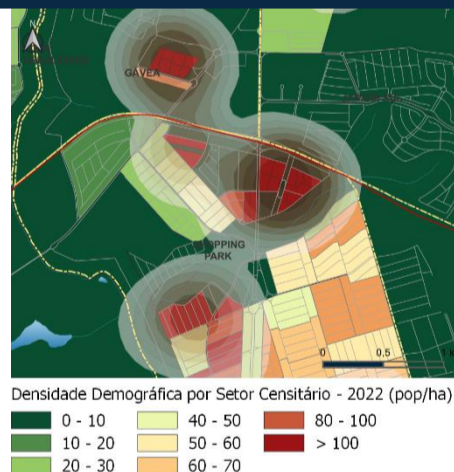 N
GÁVEA
SHOPPING
PARK
0 0.5 1 k
Densidade Demográfica por Setor Censitário - 2022 (pop/ha)
0 - 10 40 - 50 80 - 100
10 - 20 50 - 60 > 100
20 - 30 60 - 70